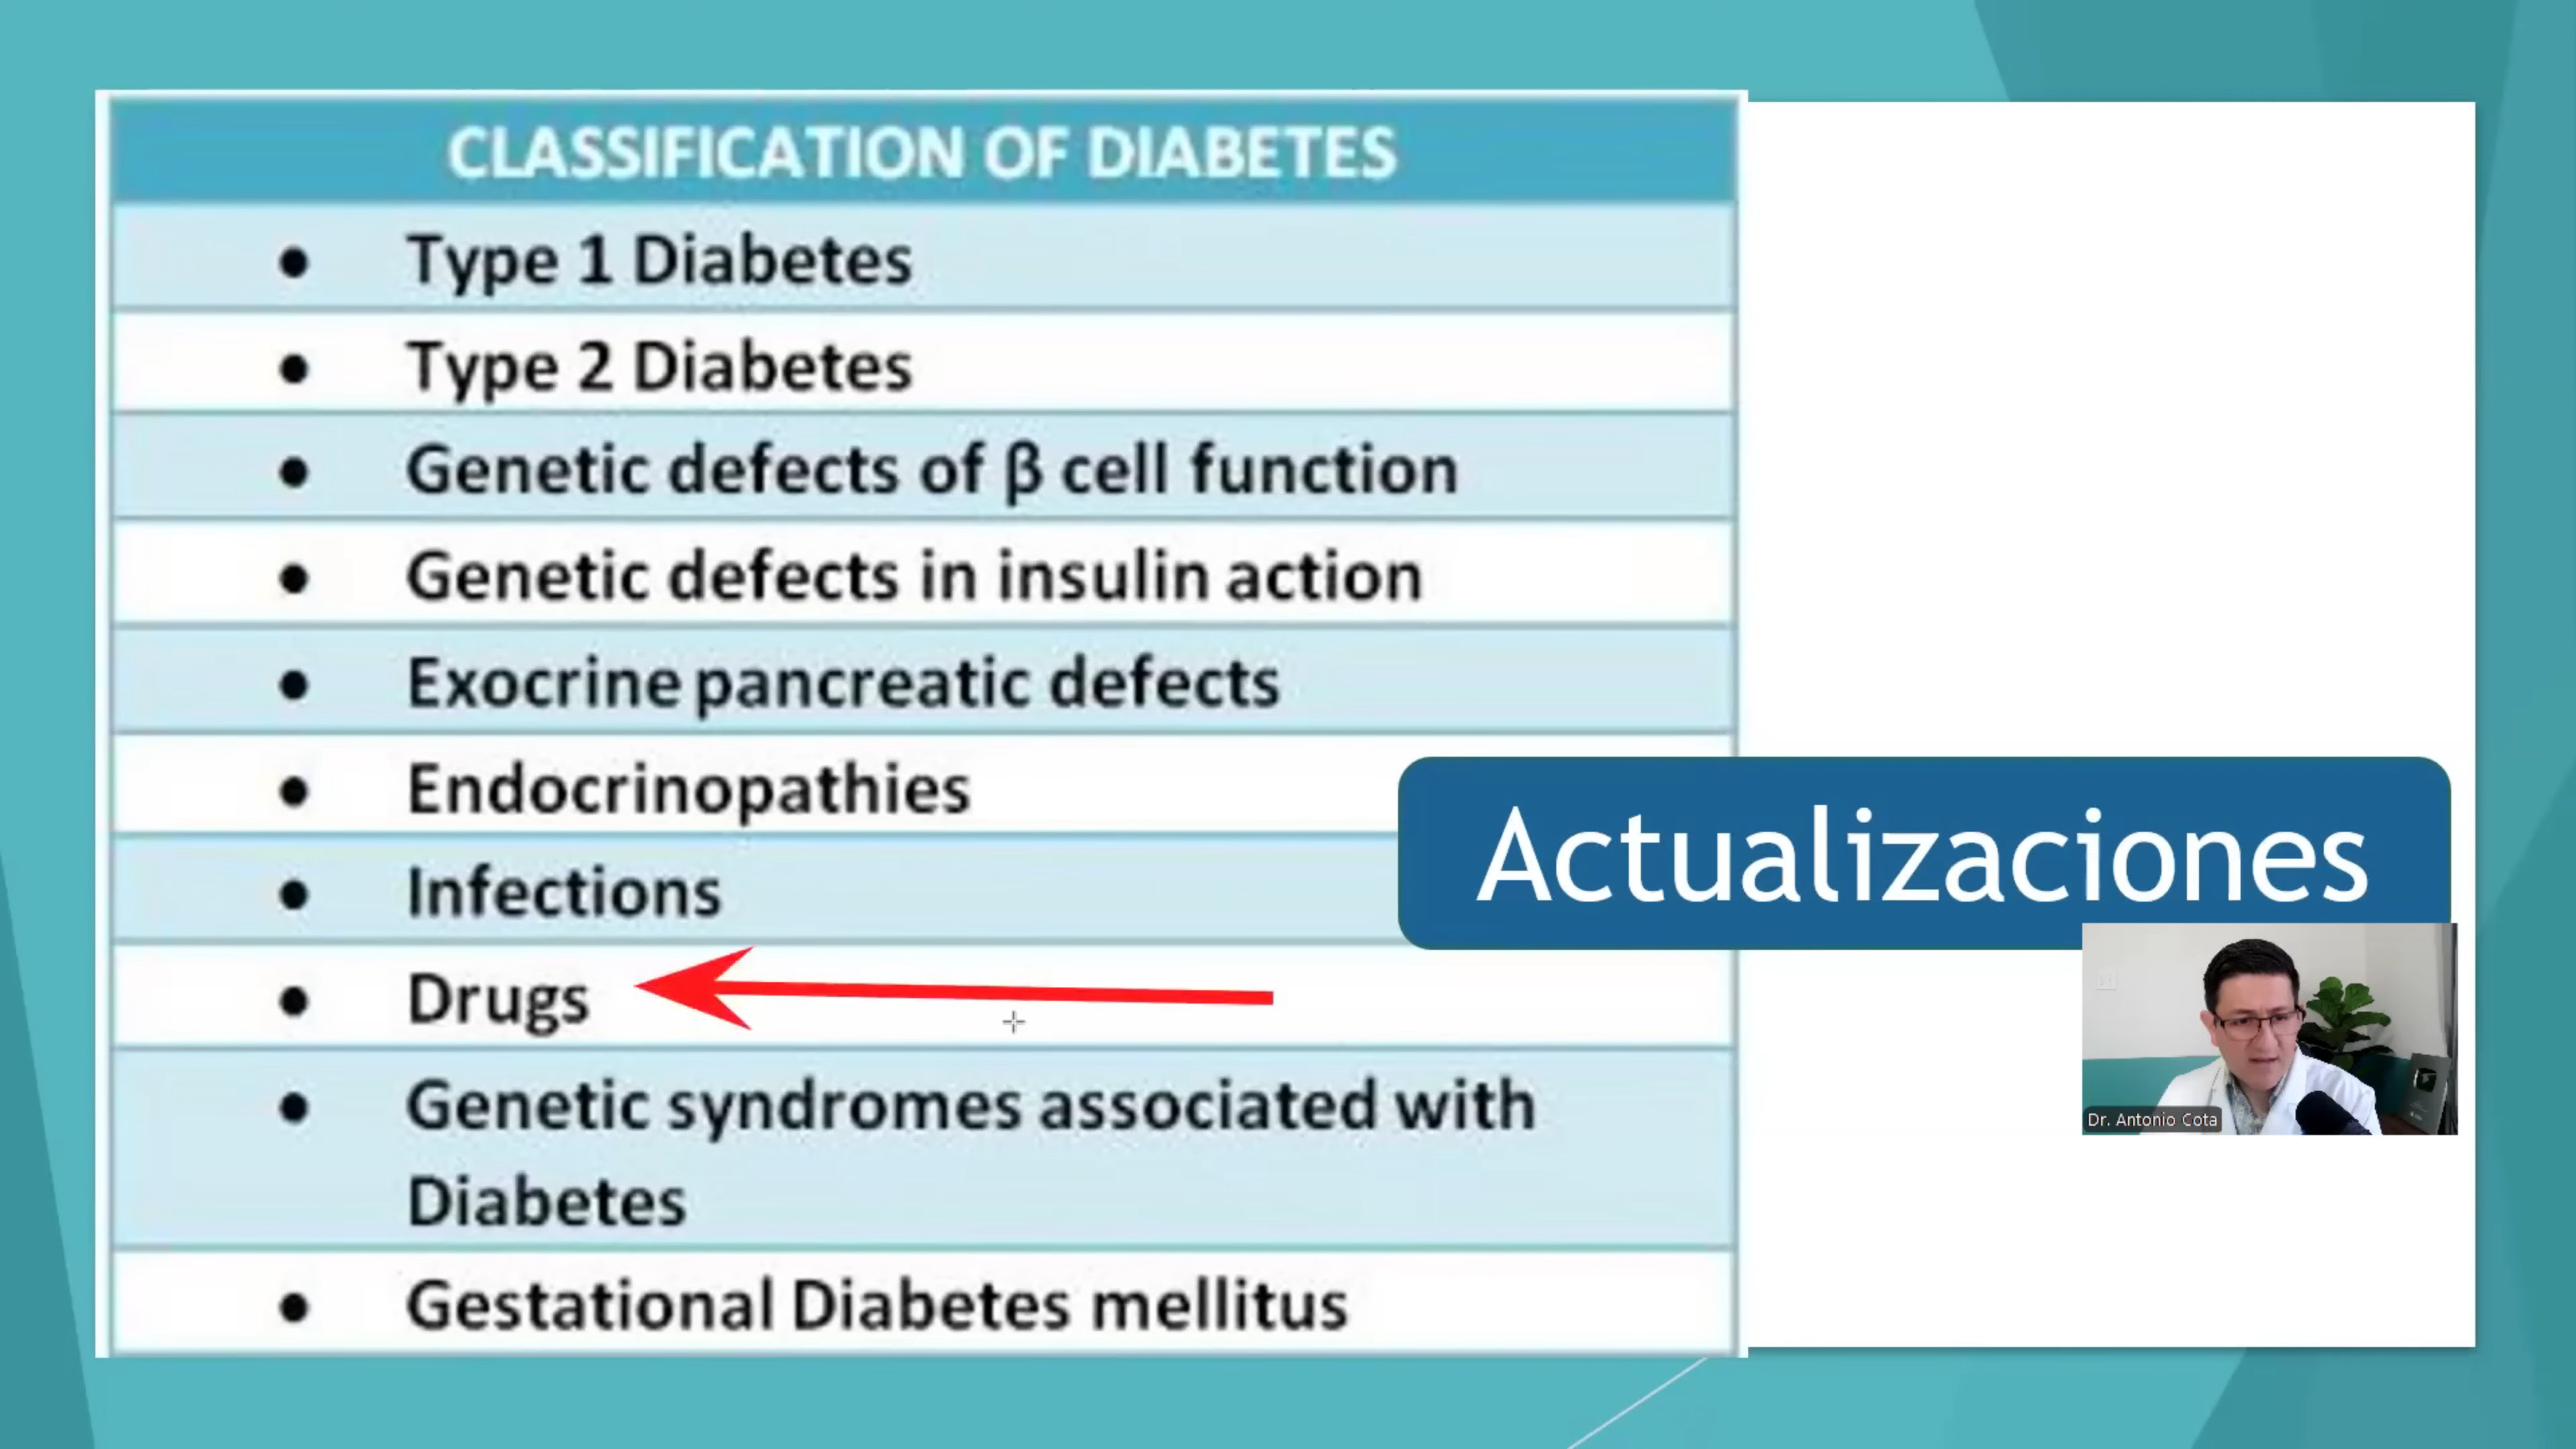 CLASSIFICATION OF DIABETES
• Type 1 Diabetes
• Type 2 Diabetes
• Genetic defects of β cell function
• Genetic defects in insulin action
• Exocrine pancreatic defects
• Endocrinopathies
• Infections
• Drugs
• Genetic syndromes associated with
Diabetes
• Gestational Diabetes mellitus
Actualizaciones
Dr. Antonio Cota